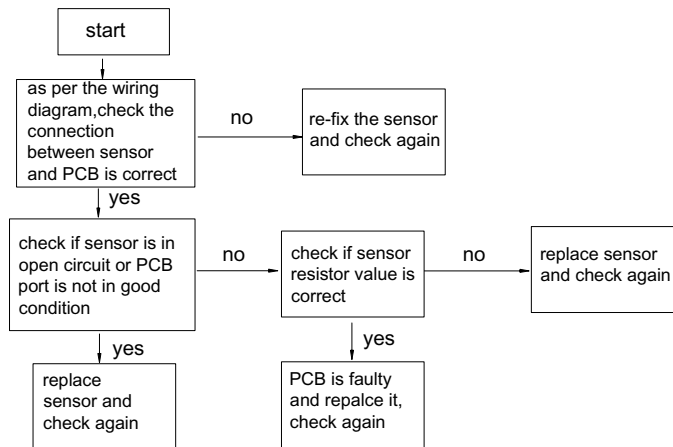 start
as per the wiring
diagram,check the
connection
between sensor
and PCB is correct
no
re-fix the sensor
and check again
yes
check if sensor is in
open circuit or PCB
port is not in good
condition
no
check if sensor
resistor value is
correct
no
replace sensor
and check again
yes
replace
sensor and
check again
yes
PCB is faulty
and repalce it,
check again